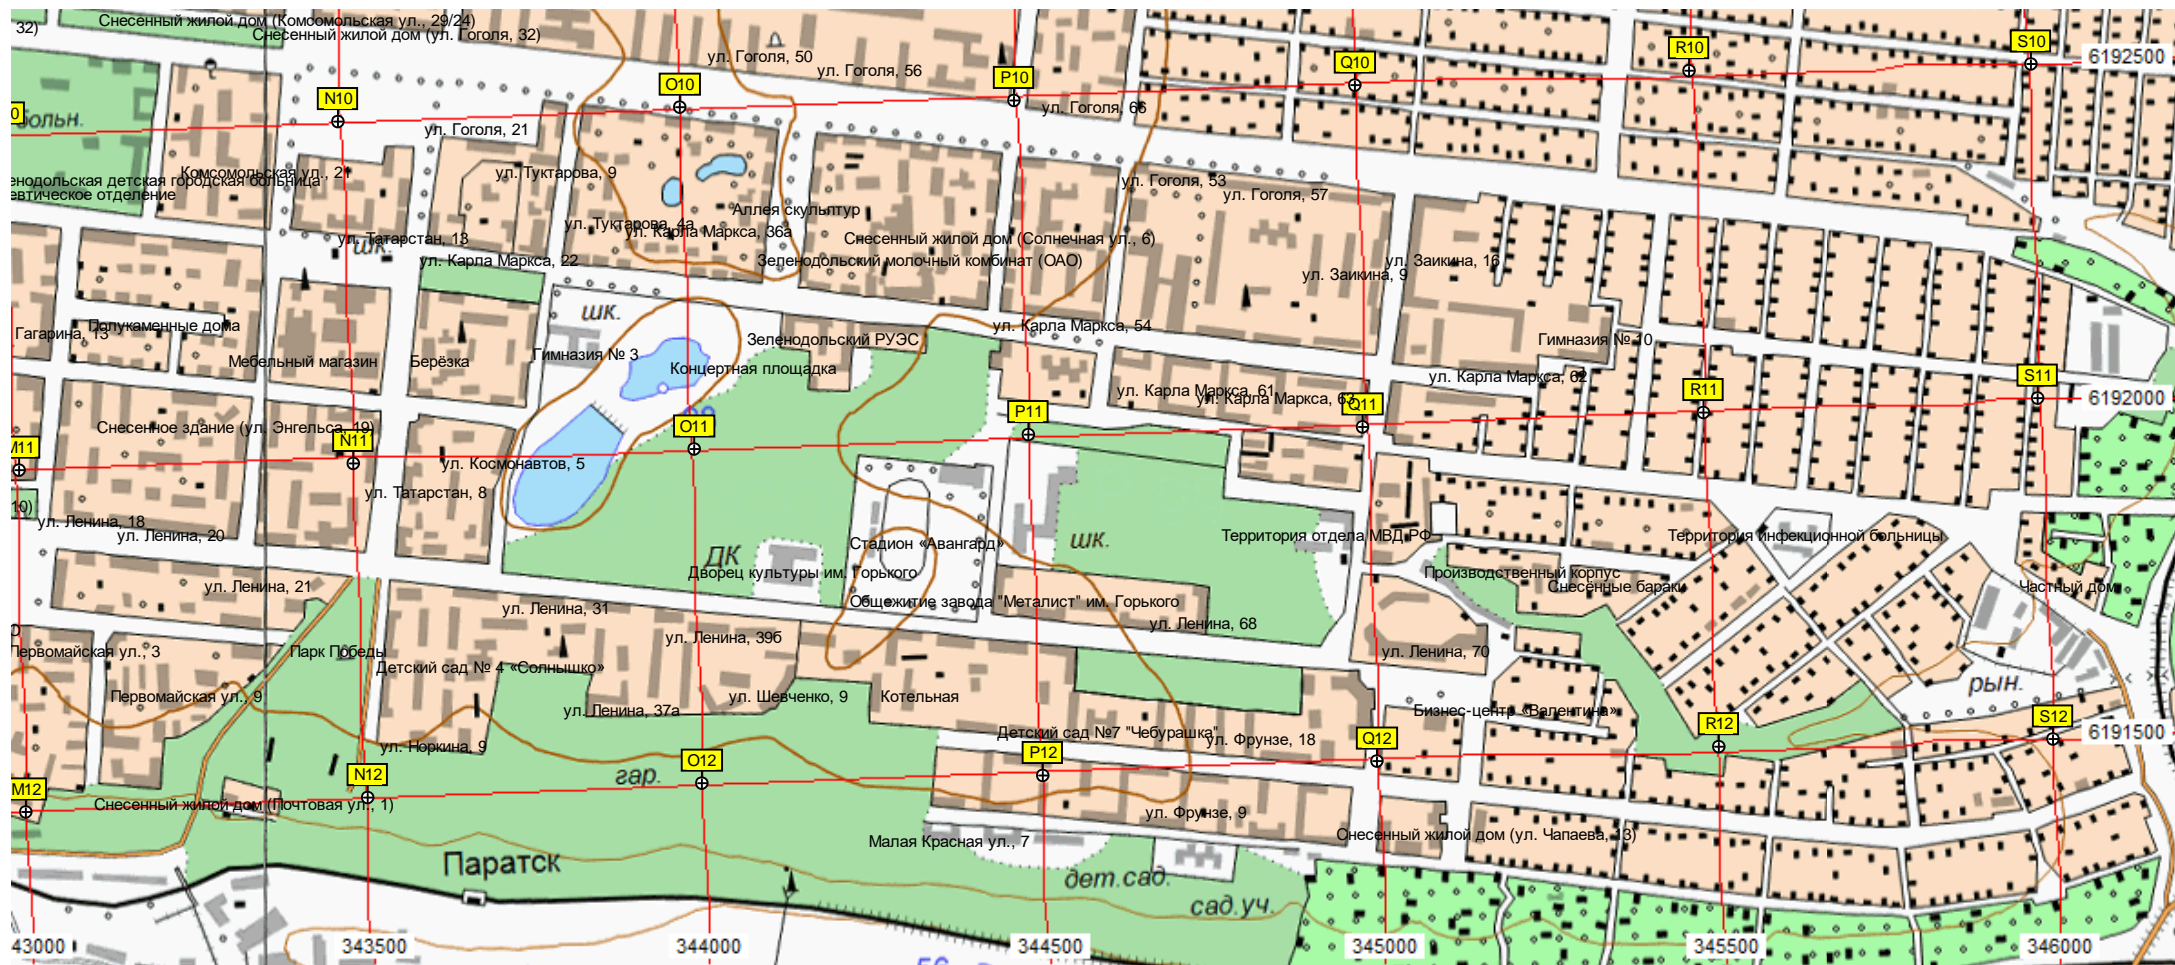 32)
Снесенный жилой дом (Комсомольская ул., 29/24)
Снесенный жилой дом (ул. Гоголя, 32)
ул. Гоголя, 50
ул. Гоголя, 56
S10
R10
Q10
P10
O10
N10
6192500
0
больн.
ул. Гоголя, 66
ул. Гоголя, 21
Комсомольская ул., 21
ул. Туктарова, 9
ул. Гоголя, 53
ул. Гоголя, 57
енодольская детская городская больница
евтическое отделение
Аллея скульптур
ул. Туктарова, 4а
ул. Карла Маркса, 36а
ул. Татарстан, 13
шк.
Снесенный жилой дом (Солнечная ул., 6)
ул. Карла Маркса, 22
Зеленодольский молочный комбинат (ОАО)
ул. Заикина, 16
ул. Заикина, 9
шк.
Гагарина, 13
Полукаменные дома
ул. Карла Маркса, 54
Зеленодольский РУЭС
Гимназия № 10
Мебельный магазин
Берёзка
Гимназия № 3
Концертная площадка
ул. Карла Маркса, 62
ул. Карла Маркса, 61
ул. Карла Маркса, 63
S11
R11
Q11
P11
O11
N11
M11
6192000
Снесенное здание (ул. Энгельса, 19)
ул. Космонавтов, 5
ул. Татарстан, 8
10)
ул. Ленина, 18
ул. Ленина, 20
шк.
ДК
Стадион «Авангард»
Территория отдела МВД РФ
Территория инфекционной больницы
Дворец культуры им. Горького
Производственный корпус
Снесённые бараки
Частный дом
ул. Ленина, 21
ул. Ленина, 31
Общежитие завода "Металист" им. Горького
ул. Ленина, 68
ул. Ленина, 39б
Первомайская ул., 3
Парк Победы
Детский сад № 4 «Солнышко»
ул. Ленина, 70
рын.
Первомайская ул., 9
ул. Ленина, 37а
ул. Шевченко, 9
Котельная
Бизнес-центр «Валентина»
Детский сад №7 "Чебурашка"
ул. Фрунзе, 18
ул. Норкина, 9
S12
R12
Q12
P12
O12
N12
M12
6191500
гар.
Снесенный жилой дом (Почтовая ул., 1)
ул. Фрунзе, 9
Малая Красная ул., 7
Снесенный жилой дом (ул. Чапаева, 13)
Паратск
дет.сад.
сад.уч.
43000
343500
344000
344500
345000
345500
346000